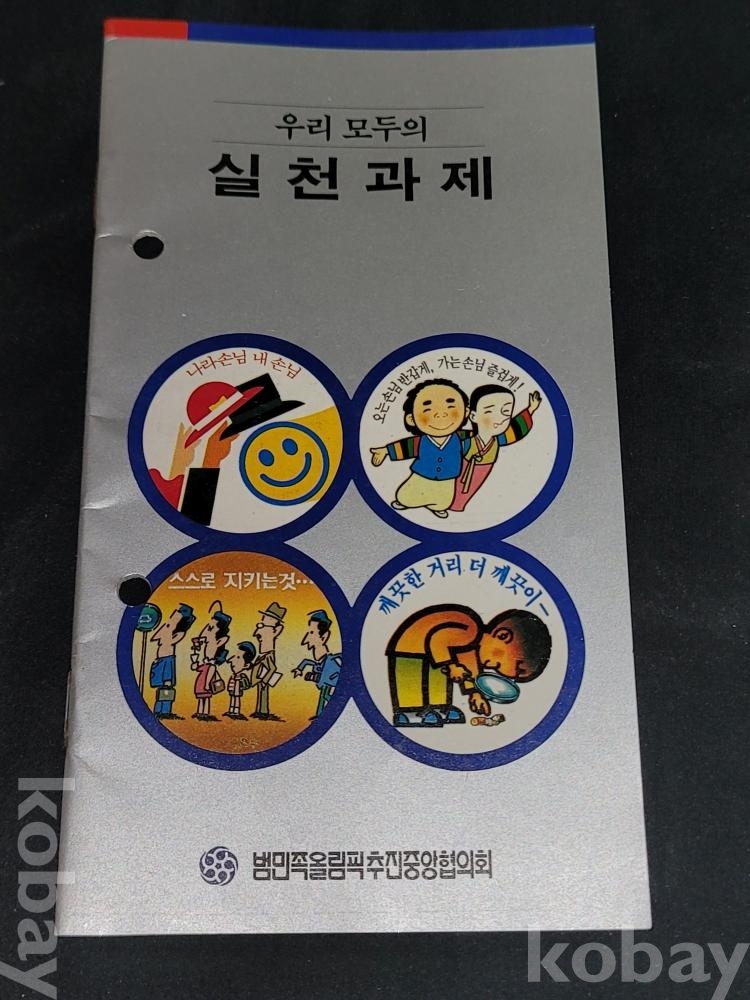 우리 모두의
실천과제
나라손님 내 손님
오는손님 반갑게, 가는손님 즐겁게!
스스로 지키는것…
깨끗한 거리 더 깨끗이―
범민족올림픽추진중앙협의회
kobay
kobay